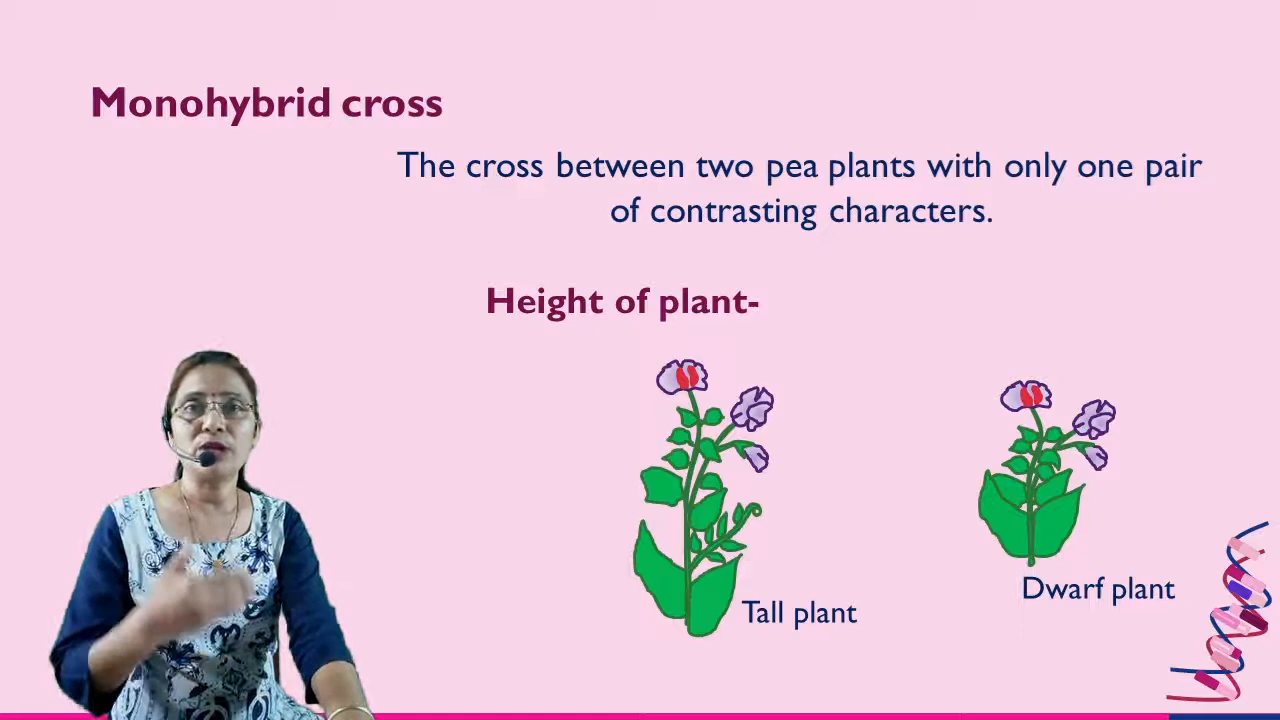 Monohybrid cross
The cross between two pea plants with only one pair
of contrasting characters.
Height of plant-
Tall plant
Dwarf plant